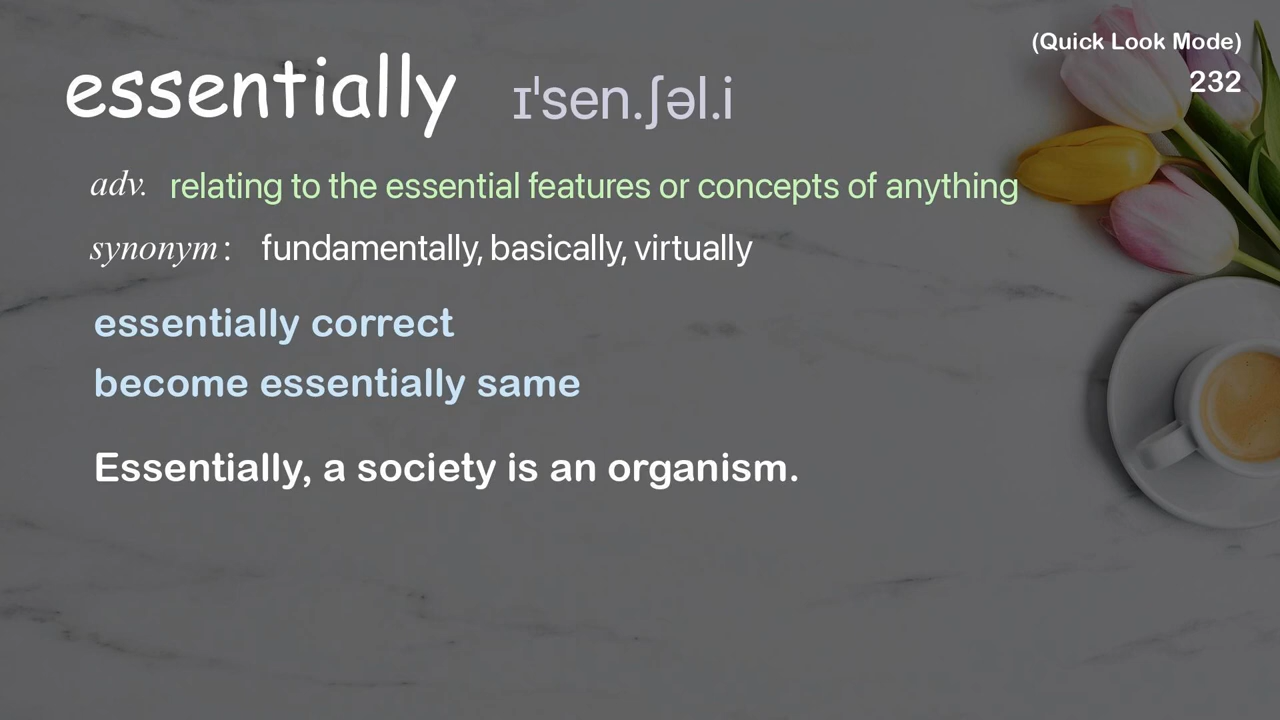 (Quick Look Mode)
232
essentially ɪˈsen.ʃəl.i
adv. relating to the essential features or concepts of anything
synonym: fundamentally, basically, virtually
essentially correct
become essentially same
Essentially, a society is an organism.